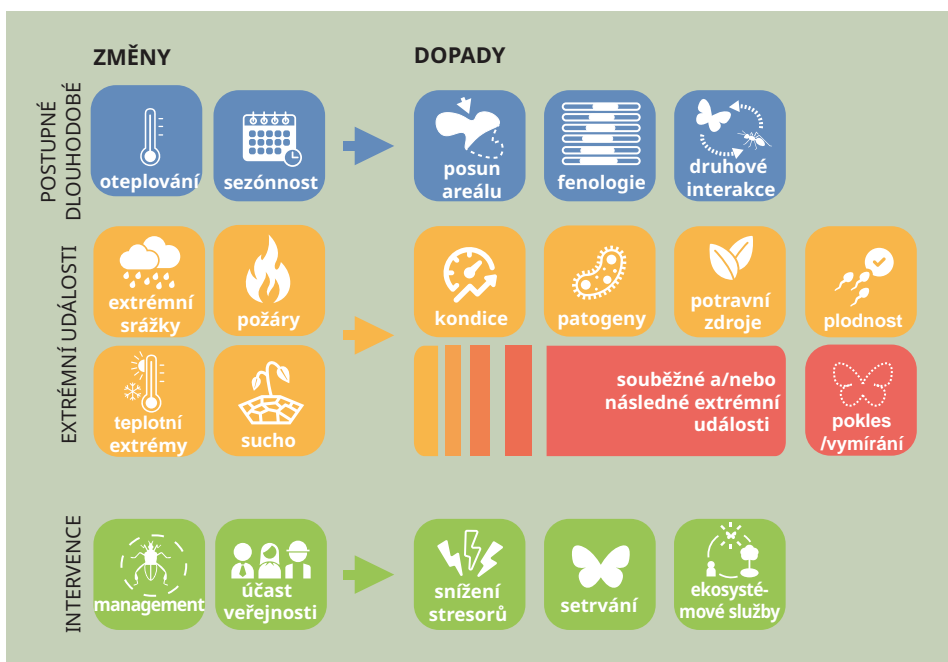 ZMĚNY
DOPADY
POSTUPNÉ
DLOUHODOBÉ
oteplování
sezónnost
posun
areálu
fenologie
druhové
interakce
EXTRÉMNÍ UDÁLOSTI
extrémní
srážky
požáry
kondice
patogeny
potravní
zdroje
plodnost
teplotní
extrémy
sucho
souběžné a/nebo
následné extrémní
události
pokles
/vymírání
INTERVENCE
management
účast
veřejnosti
snížení
stresorů
setrvání
ekosysté-
mové služby